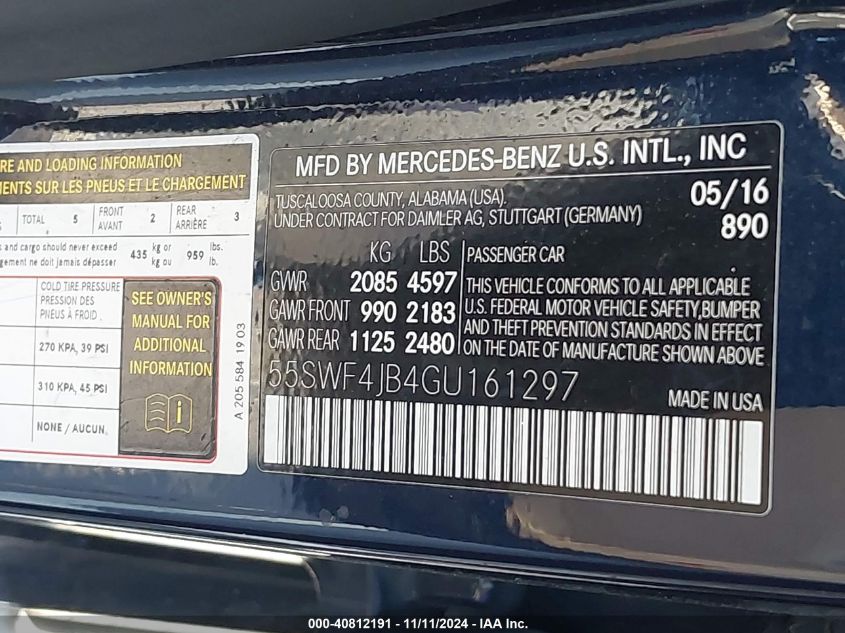 RE AND LOADING INFORMATION
MENTS SUR LES PNEUS ET LE CHARGEMENT
TOTAL 5 FRONT AVANT 2 REAR ARRIÈRE 3
s and cargo should never exceed 435 kg or 959 lbs.
gement ne doit jamais dépasser kg ou lb.
COLD TIRE PRESSURE
PRESSION DES
PNEUS À FROID
270 KPA, 39 PSI
310 KPA, 45 PSI
NONE / AUCUN.
SEE OWNER'S
MANUAL FOR
ADDITIONAL
INFORMATION
A 205 584 19 03
MFD BY MERCEDES-BENZ U.S. INTL., INC
TUSCALOOSA COUNTY, ALABAMA (USA). 05/16
UNDER CONTRACT FOR DAIMLER AG, STUTTGART (GERMANY) 890
KG LBS
GVWR 2085 4597
GAWR FRONT 990 2183
GAWR REAR 1125 2480
PASSENGER CAR
THIS VEHICLE CONFORMS TO ALL APPLICABLE
U.S. FEDERAL MOTOR VEHICLE SAFETY,BUMPER
AND THEFT PREVENTION STANDARDS IN EFFECT
ON THE DATE OF MANUFACTURE SHOWN ABOVE
55SWF4JB4GU161297
MADE IN USA
000-40812191 - 11/11/2024 - IAA Inc.